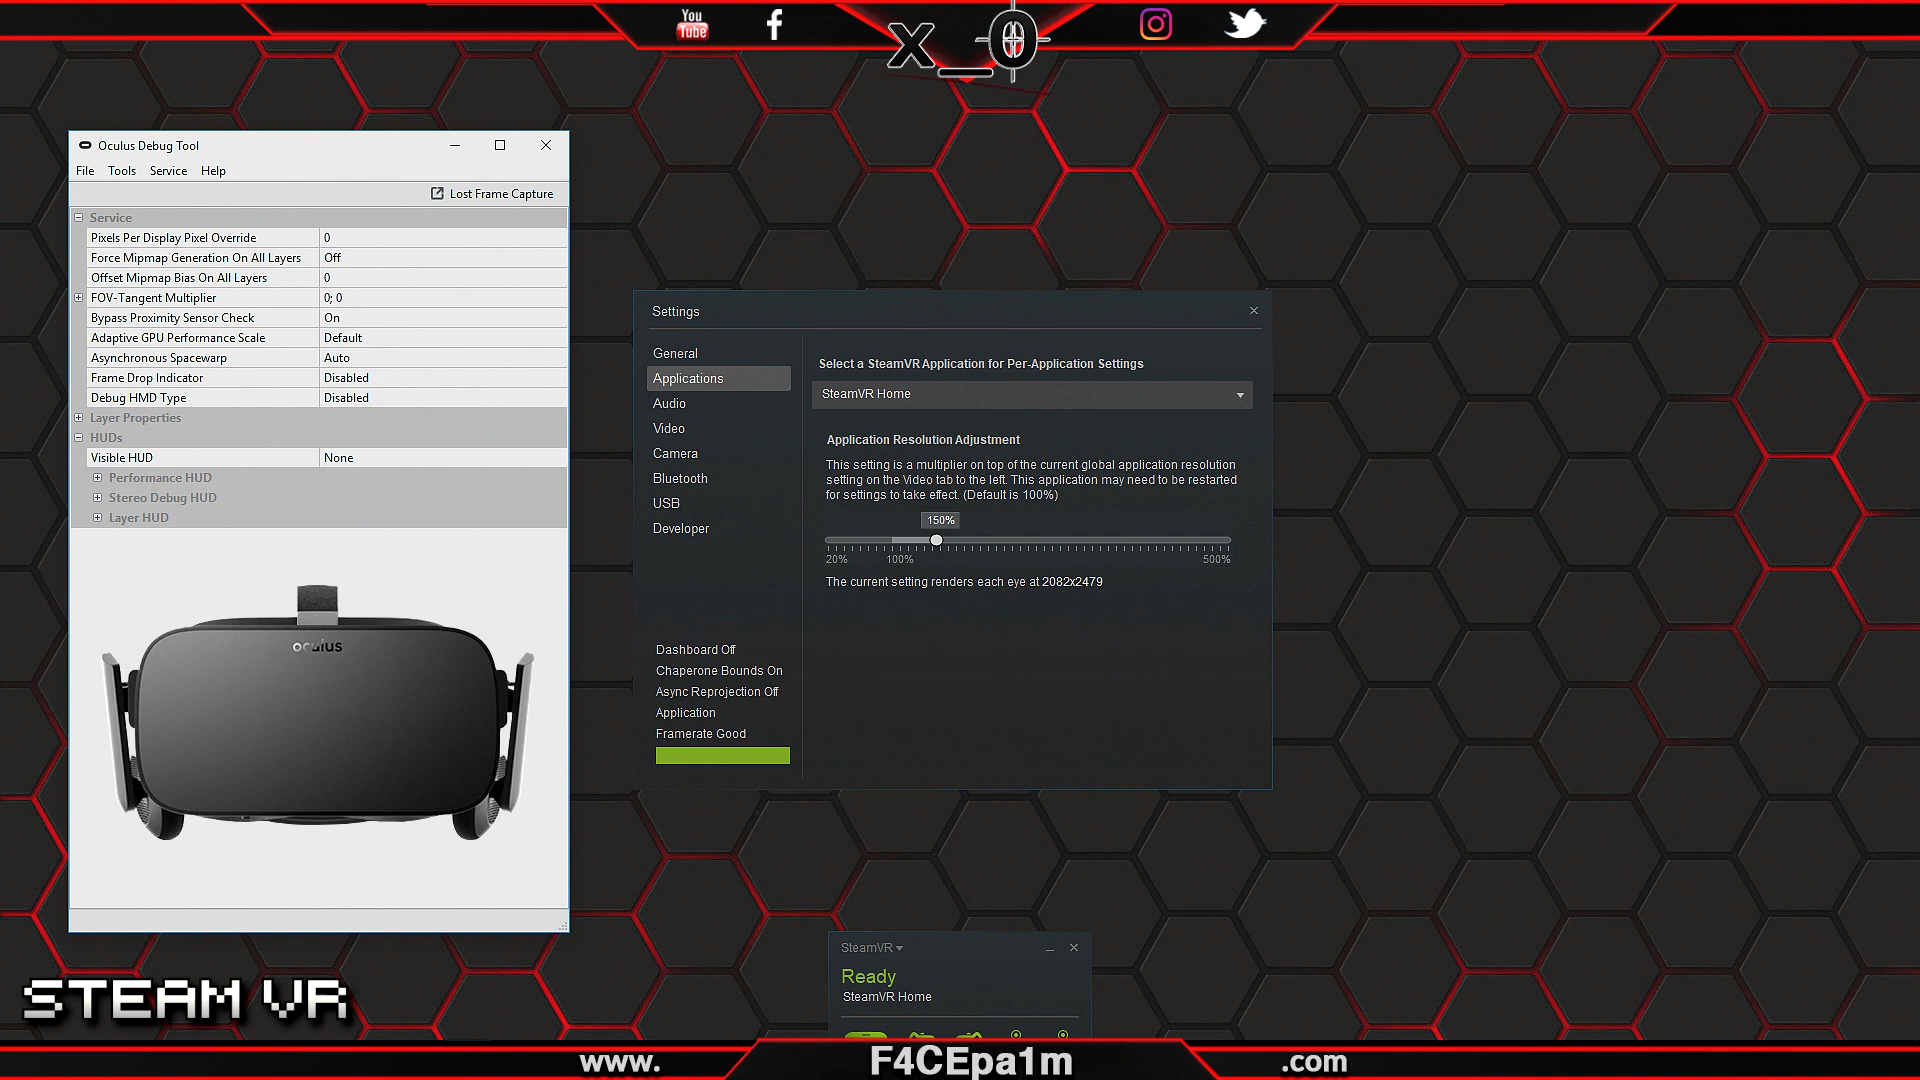 You
Tube
X_0
Oculus Debug Tool
File Tools Service Help
Lost Frame Capture
Service
Pixels Per Display Pixel Override 0
Force Mipmap Generation On All Layers Off
Offset Mipmap Bias On All Layers 0
FOV-Tangent Multiplier 0; 0
Bypass Proximity Sensor Check On
Adaptive GPU Performance Scale Default
Asynchronous Spacewarp Auto
Frame Drop Indicator Disabled
Debug HMD Type Disabled
Layer Properties
HUDs
Visible HUD None
Performance HUD
Stereo Debug HUD
Layer HUD
oculus
Settings
General
Applications
Audio
Video
Camera
Bluetooth
USB
Developer
Dashboard Off
Chaperone Bounds On
Async Reprojection Off
Application
Framerate Good
Select a SteamVR Application for Per-Application Settings
SteamVR Home
Application Resolution Adjustment
This setting is a multiplier on top of the current global application resolution
setting on the Video tab to the left. This application may need to be restarted
for settings to take effect. (Default is 100%)
150%
20% 100% 500%
The current setting renders each eye at 2082x2479
SteamVR
Ready
SteamVR Home
STEAM VR
www. F4CEpa1m .com